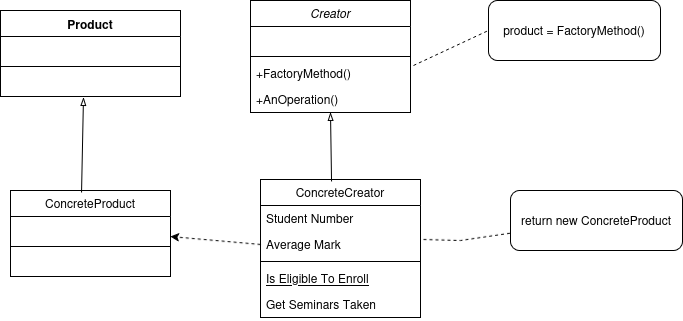 Product
Creator
+FactoryMethod()
+AnOperation()
product = FactoryMethod()
ConcreteProduct
ConcreteCreator
Student Number
Average Mark
Is Eligible To Enroll
Get Seminars Taken
return new ConcreteProduct